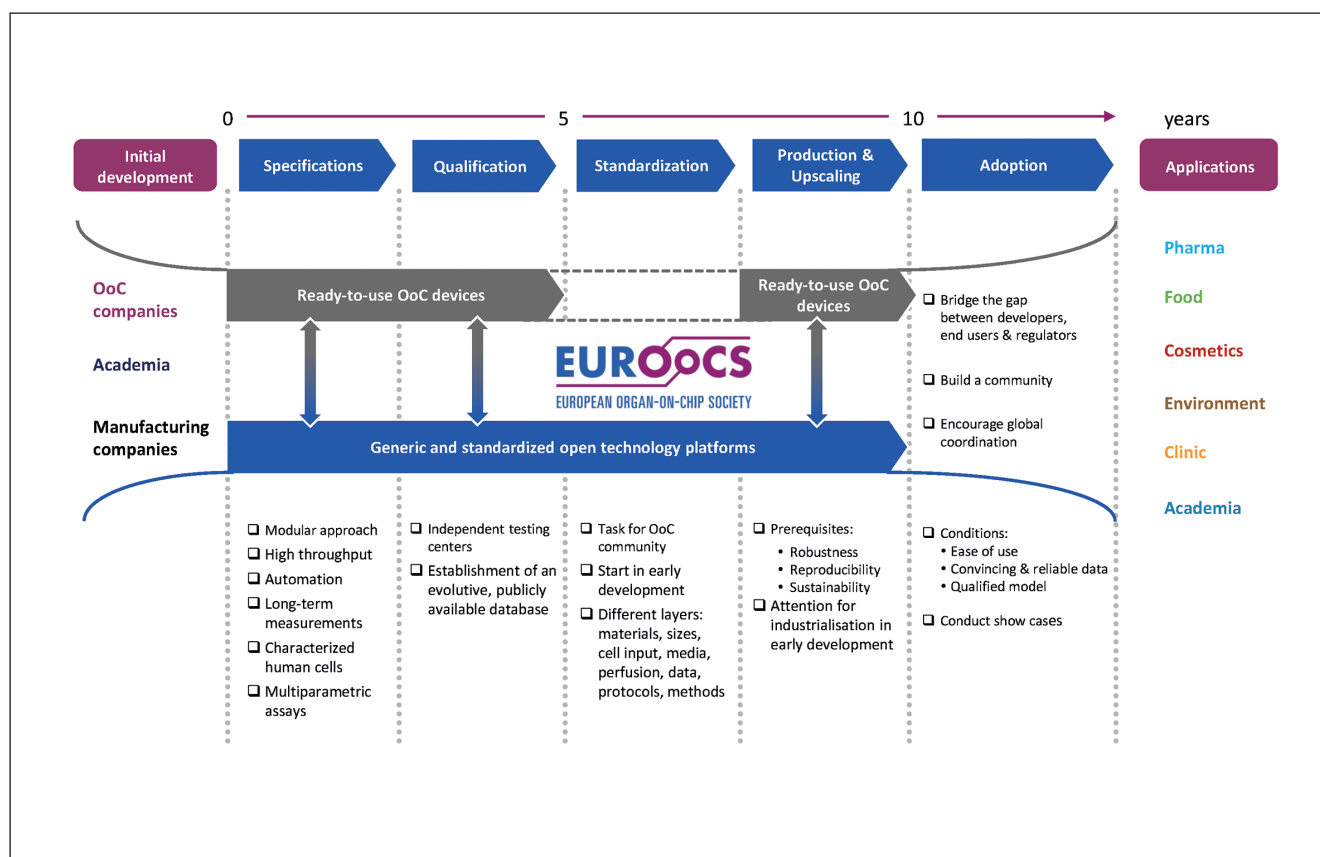 0 5 10 years
Initial
development
Specifications
Qualification
Standardization
Production &
Upscaling
Adoption
Applications
OoC
companies
Academia
Manufacturing
companies
Ready-to-use OoC devices
Ready-to-use OoC
devices
EUROoCS
EUROPEAN ORGAN-ON-CHIP SOCIETY
Generic and standardized open technology platforms
Bridge the gap
between developers,
end users & regulators
Build a community
Encourage global
coordination
Pharma
Food
Cosmetics
Environment
Clinic
Academia
Modular approach
High throughput
Automation
Long-term
measurements
Characterized
human cells
Multiparametric
assays
Independent testing
centers
Establishment of an
evolutive, publicly
available database
Task for OoC
community
Start in early
development
Different layers:
materials, sizes,
cell input, media,
perfusion, data,
protocols, methods
Prerequisites:
• Robustness
• Reproducibility
• Sustainability
Attention for
industrialisation in
early development
Conditions:
• Ease of use
• Convincing & reliable data
• Qualified model
Conduct show cases